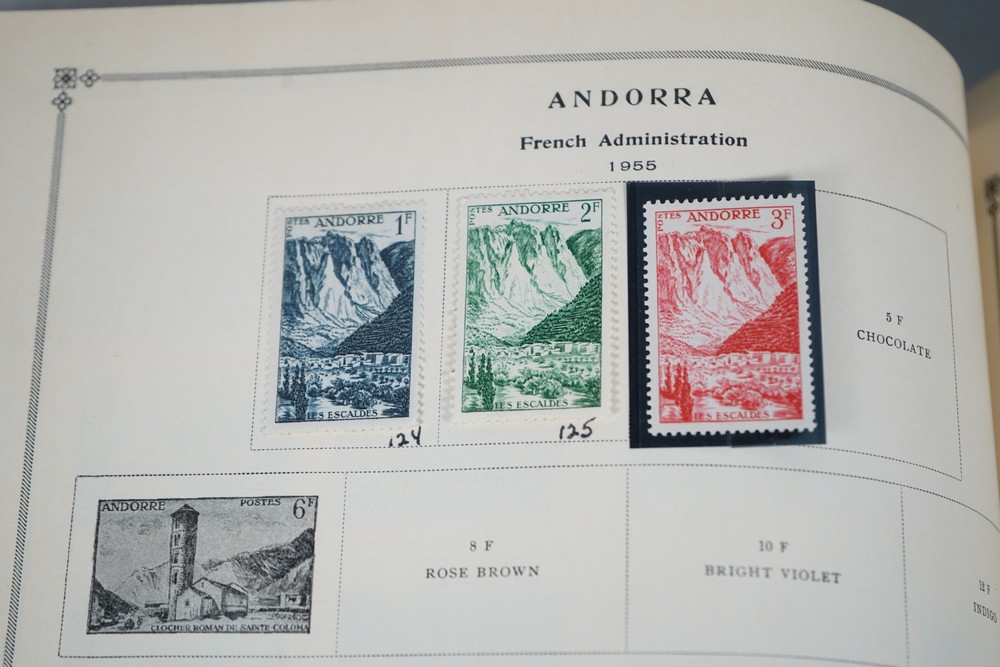 ANDORRA
French Administration
1955
POSTES ANDORRE 1F
LES ESCALDES
124
POSTES ANDORRE 2F
LES ESCALDES
125
POSTES ANDORRE 3F
LES ESCALDES
5 F
CHOCOLATE
ANDORRE POSTES 6F
CLOCHER ROMAN DE SAINTE-COLOMA
8 F
ROSE BROWN
10 F
BRIGHT VIOLET
12 F
INDIGO